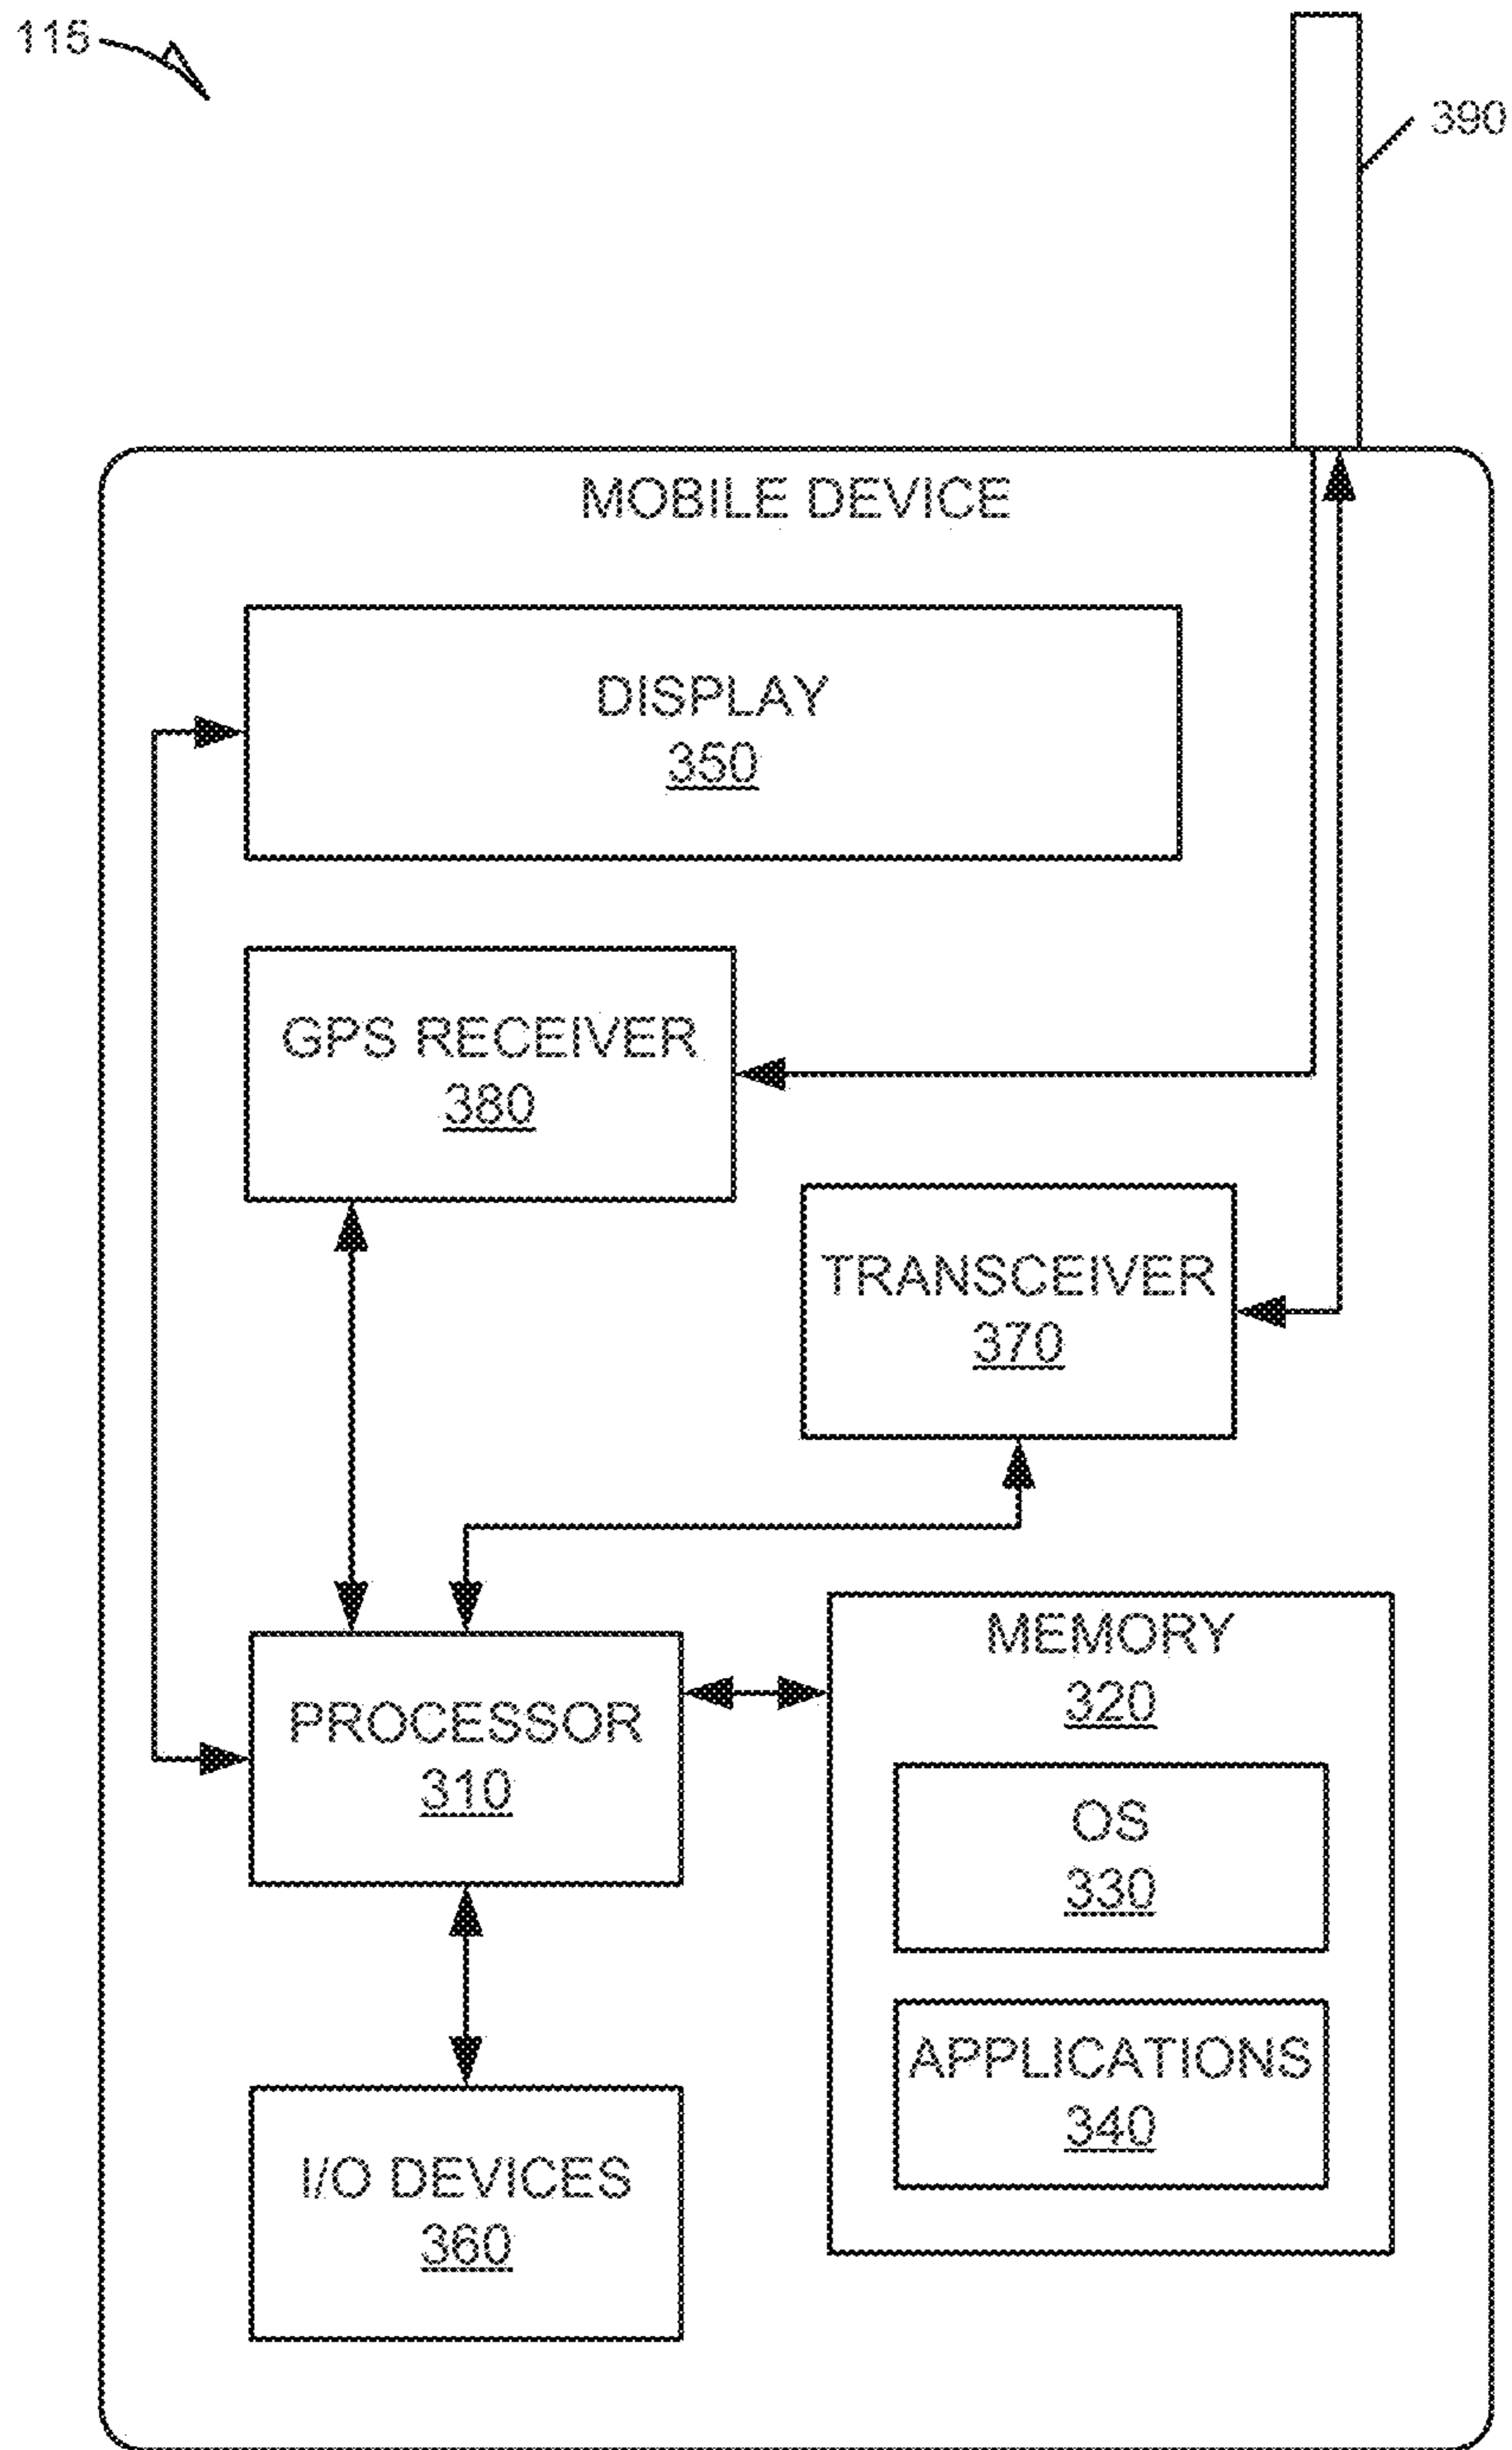 115
390
MOBILE DEVICE
DISPLAY
350
GPS RECEIVER
380
TRANSCEIVER
370
PROCESSOR
310
MEMORY
320
OS
330
APPLICATIONS
340
I/O DEVICES
360